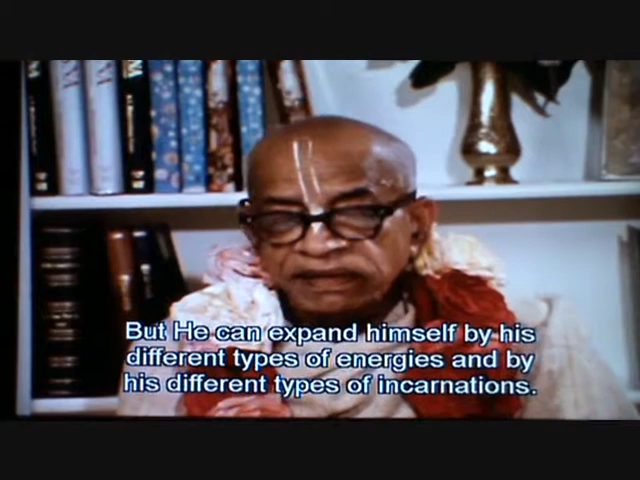 But He can expand himself by his
different types of energies and by
his different types of incarnations.